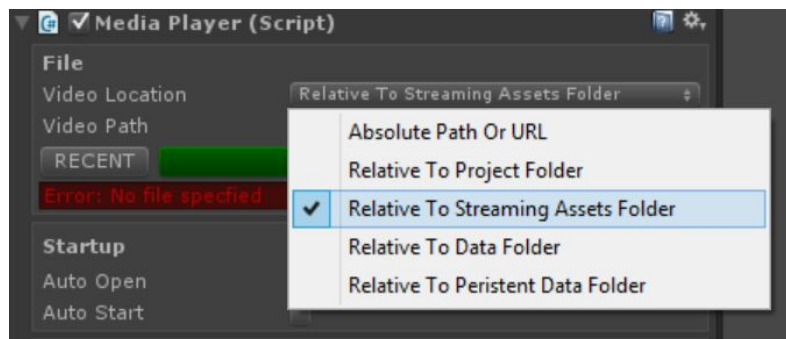 Media Player (Script)
File
Video Location Relative To Streaming Assets Folder
Video Path
Absolute Path Or URL
RECENT
Relative To Project Folder
Error: No file specfied
Relative To Streaming Assets Folder
Startup
Relative To Data Folder
Auto Open
Relative To Peristent Data Folder
Auto Start